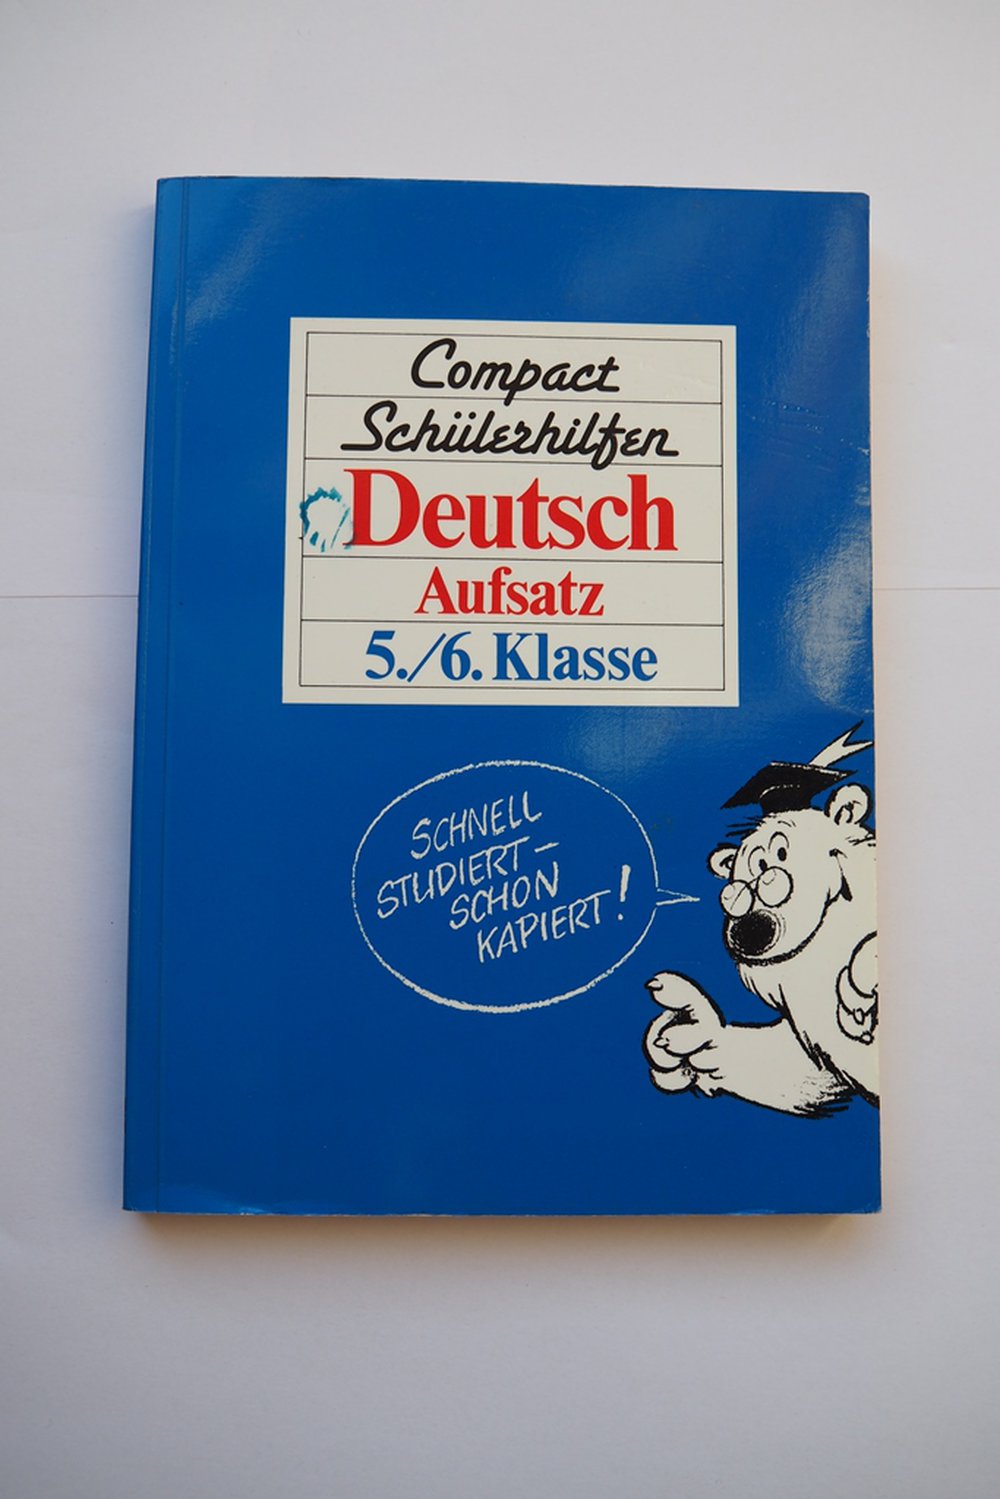 Compact
Schülerhilfen
Deutsch
Aufsatz
5./6. Klasse
SCHNELL
STUDIERT –
SCHON
KAPIERT!